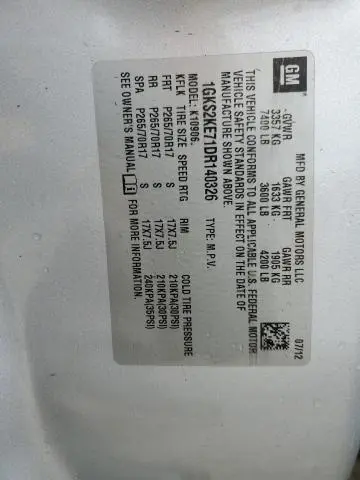 GM
MFD BY GENERAL MOTORS LLC 07/12
GVWR GAWR FRT GAWR RR
3357 KG 1633 KG 1905 KG
7400 LB 3600 LB 4200 LB
THIS VEHICLE CONFORMS TO ALL APPLICABLE U.S. FEDERAL MOTOR
VEHICLE SAFETY STANDARDS IN EFFECT ON THE DATE OF
MANUFACTURE SHOWN ABOVE.
1GKS2KE71DR140326 TYPE: M.P.V.
MODEL: K10906.
KFLK TIRE SIZE SPEED RTG RIM COLD TIRE PRESSURE
FRT P265/70R17 S 17X7.5J 210KPA(30PSI)
RR P265/70R17 S 17X7.5J 210KPA(30PSI)
SPA P265/70R17 S 17X7.5J 240KPA(35PSI)
SEE OWNER'S MANUAL FOR MORE INFORMATION.